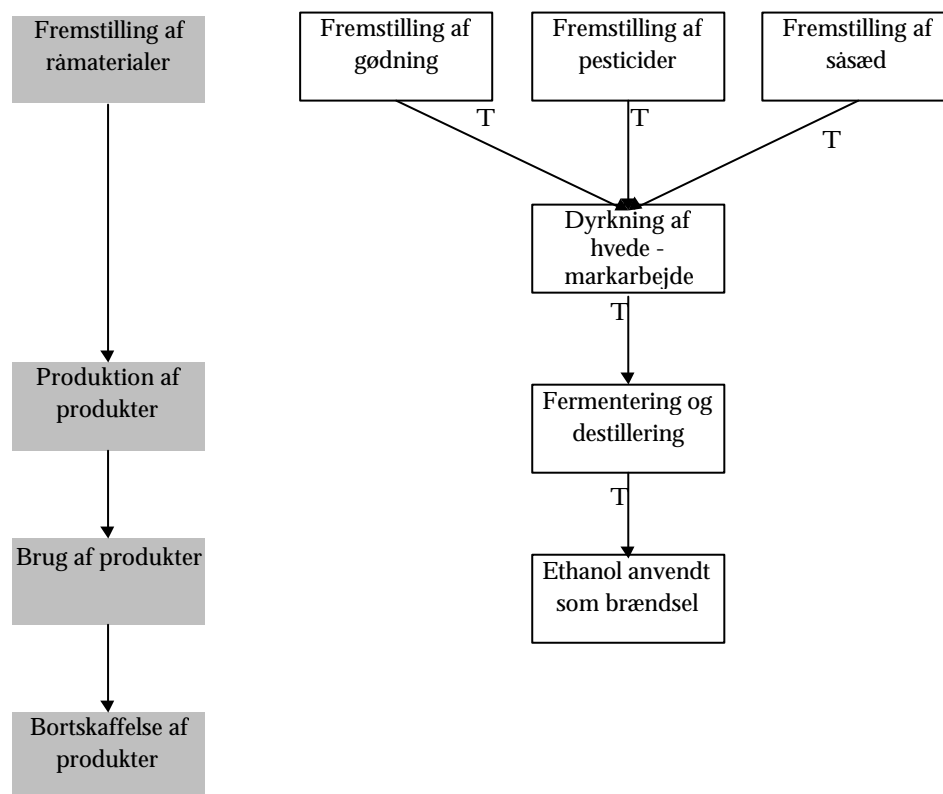 Fremstilling af
råmaterialer
Fremstilling af
gødning
Fremstilling af
pesticider
Fremstilling af
såsæd
T
T
T
Dyrkning af
hvede -
markarbejde
T
Produktion af
produkter
Fermentering og
destillering
T
Brug af produkter
Ethanol anvendt
som brændsel
Bortskaffelse af
produkter